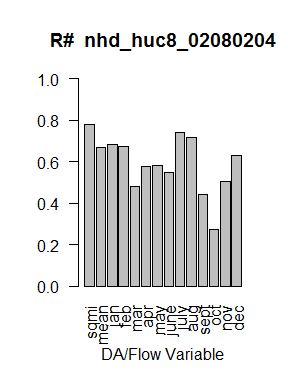 R#  nhd_huc8_02080204
1.0
0.8
0.6
0.4
0.2
0.0
sqmi
mean
jan
feb
mar
apr
may
june
july
aug
sept
oct
nov
dec
DA/Flow Variable